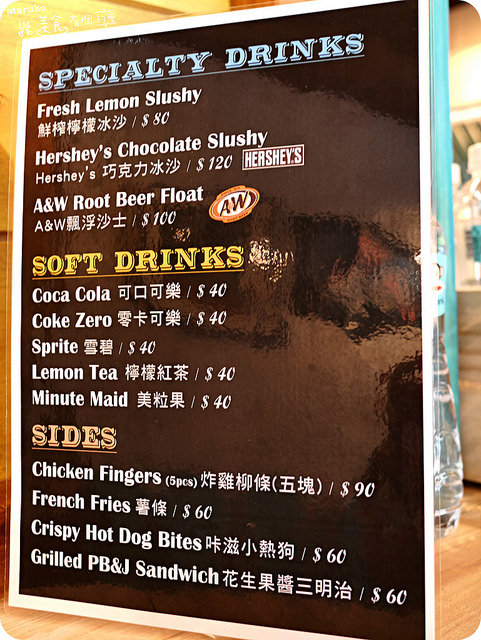 maruko
SPECIALTY DRINKS
Fresh Lemon Slushy
鮮榨檸檬冰沙 / $ 80
Hershey's Chocolate Slushy
Hershey's 巧克力冰沙 / $ 120 HERSHEY'S
A&W Root Beer Float
A&W飄浮沙士 / $ 100 A&W
SOFT DRINKS
Coca Cola 可口可樂 / $ 40
Coke Zero 零卡可樂 / $ 40
Sprite 雪碧 / $ 40
Lemon Tea 檸檬紅茶 / $ 40
Minute Maid 美粒果 / $ 40
SIDES
Chicken Fingers (5pcs) 炸雞柳條(五塊) / $ 90
French Fries 薯條 / $ 60
Crispy Hot Dog Bites 咔滋小熱狗 / $ 60
Grilled PB&J Sandwich 花生果醬三明治 / $ 60